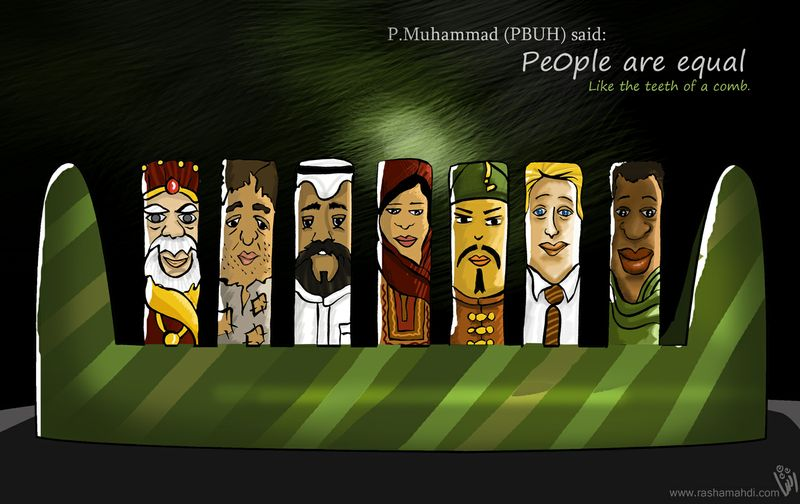 P.Muhammad (PBUH) said:
PeOple are equal
Like the teeth of a comb.
www.rashamahdi.com